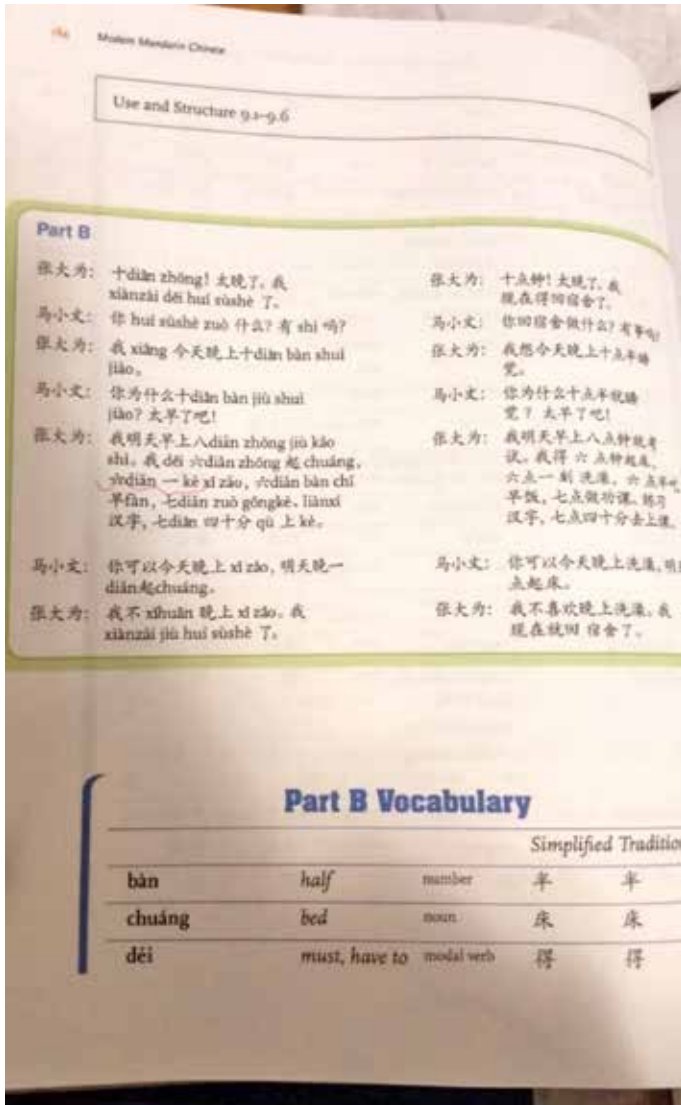 Modern Mandarin Chinese
Use and Structure 9.1–9.6
Part B
张大为: 十diǎn zhōng! 太晚了。我
xiànzài děi huí sùshè 了。
马小文: 你 huí sùshè zuò 什么? 有 shì 吗?
张大为: 我 xiǎng 今天晚上十diǎn bàn shuì
jiào。
马小文: 你为什么十diǎn bàn jiù shuì
jiào? 太早了吧!
张大为: 我明天早上八diǎn zhōng jiù kǎo
shì。我 děi 六diǎn zhōng 起 chuáng,
六diǎn 一 kè xǐ zǎo, 六diǎn bàn chī
早fàn, 七diǎn zuò gōngkè、liànxí
汉字, 七diǎn 四十分 qù 上 kè。
马小文: 你可以今天晚上 xǐ zǎo, 明天晚一
diǎn起chuáng。
张大为: 我不 xǐhuān 晚上 xǐ zǎo。我
xiànzài jiù huí sùshè 了。
张大为: 十点钟! 太晚了。我
现在得回宿舍了。
马小文: 你回宿舍做什么? 有事吗?
张大为: 我想今天晚上十点半睡
觉。
马小文: 你为什么十点半就睡
觉? 太早了吧!
张大为: 我明天早上八点钟就考
试。我得 六 点钟起床,
六点一刻 洗澡, 六 点半吃
早饭, 七点做功课、练习
汉字, 七点四十分去上课。
马小文: 你可以今天晚上洗澡, 明
点起床。
张大为: 我不喜欢晚上洗澡。我
现在就回 宿舍了。
Part B Vocabulary
Simplified Traditio
bàn half number 半 半
chuáng bed noun 床 床
děi must, have to modal verb 得 得